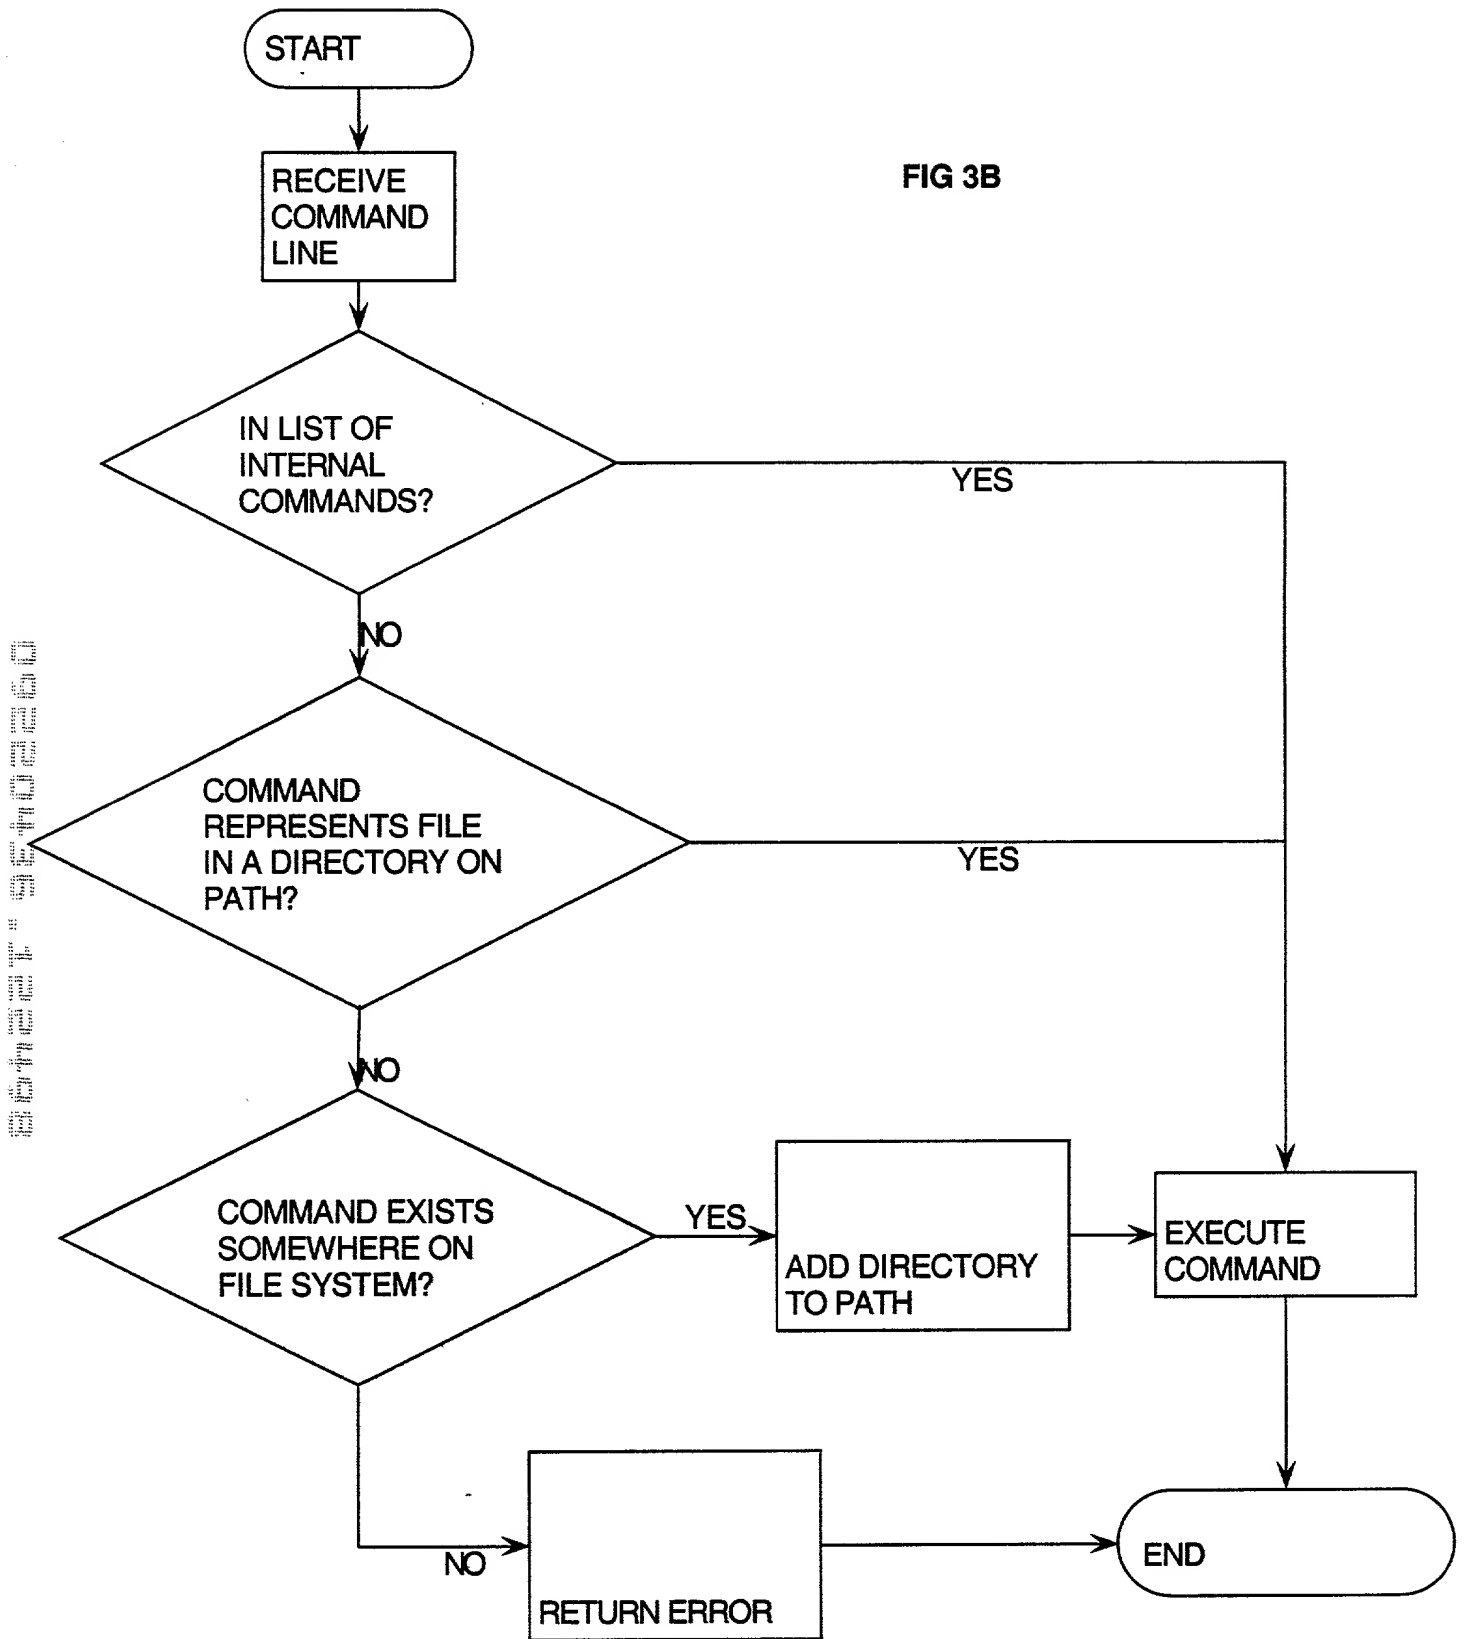 START
FIG 3B
RECEIVE
COMMAND
LINE
IN LIST OF
INTERNAL
COMMANDS?
YES
NO
COMMAND
REPRESENTS FILE
IN A DIRECTORY ON
PATH?
YES
NO
COMMAND EXISTS
SOMEWHERE ON
FILE SYSTEM?
YES
ADD DIRECTORY
TO PATH
EXECUTE
COMMAND
NO
RETURN ERROR
END